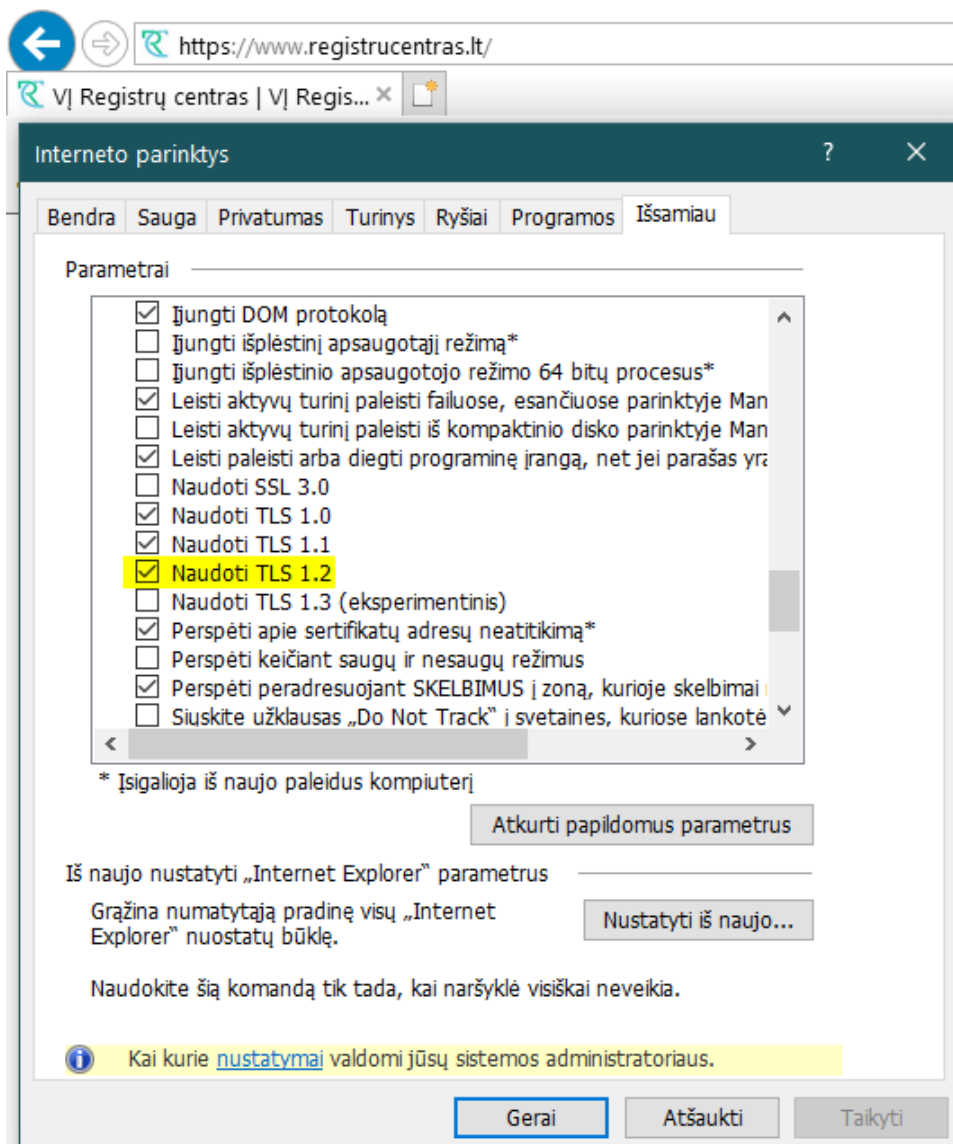 https://www.registrucentras.lt/
VĮ Registrų centras | VĮ Regis...
Interneto parinktys
Bendra Sauga Privatumas Turinys Ryšiai Programos Išsamiau
Parametrai
Įjungti DOM protokolą
Įjungti išplėstinį apsaugotąjį režimą*
Įjungti išplėstinio apsaugotojo režimo 64 bitų procesus*
Leisti aktyvų turinį paleisti failuose, esančiuose parinktyje Man
Leisti aktyvų turinį paleisti iš kompaktinio disko parinktyje Man
Leisti paleisti arba diegti programinę įrangą, net jei parašas yra
Naudoti SSL 3.0
Naudoti TLS 1.0
Naudoti TLS 1.1
Naudoti TLS 1.2
Naudoti TLS 1.3 (eksperimentinis)
Perspėti apie sertifikatų adresų neatitikimą*
Perspėti keičiant saugų ir nesaugų režimus
Perspėti peradresuojant SKELBIMUS į zoną, kurioje skelbimai
Siųskite užklausas „Do Not Track“ į svetaines, kuriose lankotė
* Įsigalioja iš naujo paleidus kompiuterį
Atkurti papildomus parametrus
Iš naujo nustatyti „Internet Explorer“ parametrus
Grąžina numatytąją pradinę visų „Internet
Explorer“ nuostatų būklę.
Nustatyti iš naujo...
Naudokite šią komandą tik tada, kai naršyklė visiškai neveikia.
Kai kurie nustatymai valdomi jūsų sistemos administratoriaus.
Gerai Atšaukti Taikyti